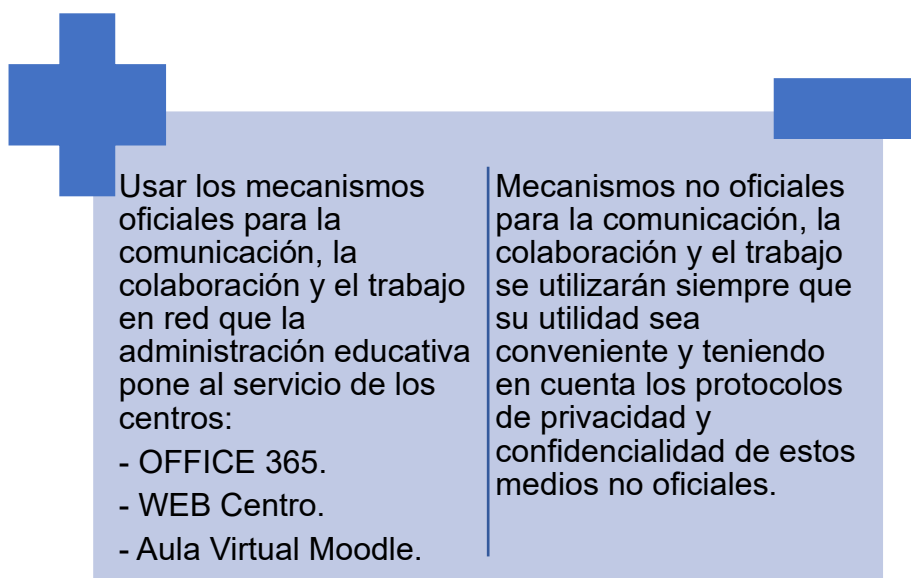 Usar los mecanismos
oficiales para la
comunicación, la
colaboración y el trabajo
en red que la
administración educativa
pone al servicio de los
centros:
- OFFICE 365.
- WEB Centro.
- Aula Virtual Moodle.
Mecanismos no oficiales
para la comunicación, la
colaboración y el trabajo
se utilizarán siempre que
su utilidad sea
conveniente y teniendo
en cuenta los protocolos
de privacidad y
confidencialidad de estos
medios no oficiales.